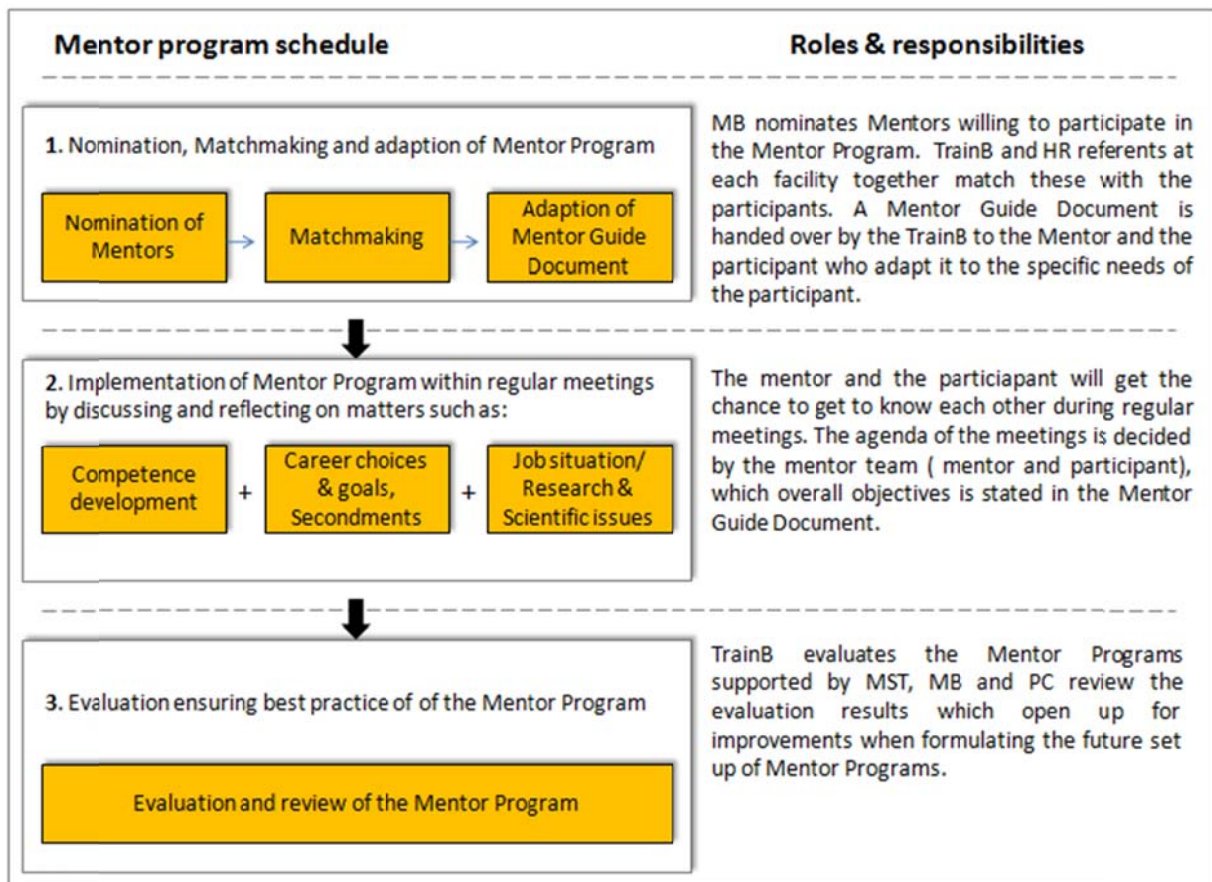 Mentor program schedule
Roles & responsibilities
1. Nomination, Matchmaking and adaption of Mentor Program
Nomination of
Mentors
Matchmaking
Adaption of
Mentor Guide
Document
MB nominates Mentors willing to participate in
the Mentor Program. TrainB and HR referents at
each facility together match these with the
participants. A Mentor Guide Document is
handed over by the TrainB to the Mentor and the
participant who adapt it to the specific needs of
the participant.
2. Implementation of Mentor Program within regular meetings
by discussing and reflecting on matters such as:
Competence
development
+
Career choices
& goals,
Secondments
+
Job situation/
Research &
Scientific issues
The mentor and the particiapant will get the
chance to get to know each other during regular
meetings. The agenda of the meetings is decided
by the mentor team ( mentor and participant),
which overall objectives is stated in the Mentor
Guide Document.
3. Evaluation ensuring best practice of of the Mentor Program
Evaluation and review of the Mentor Program
TrainB evaluates the Mentor Programs
supported by MST, MB and PC review the
evaluation results which open up for
improvements when formulating the future set
up of Mentor Programs.